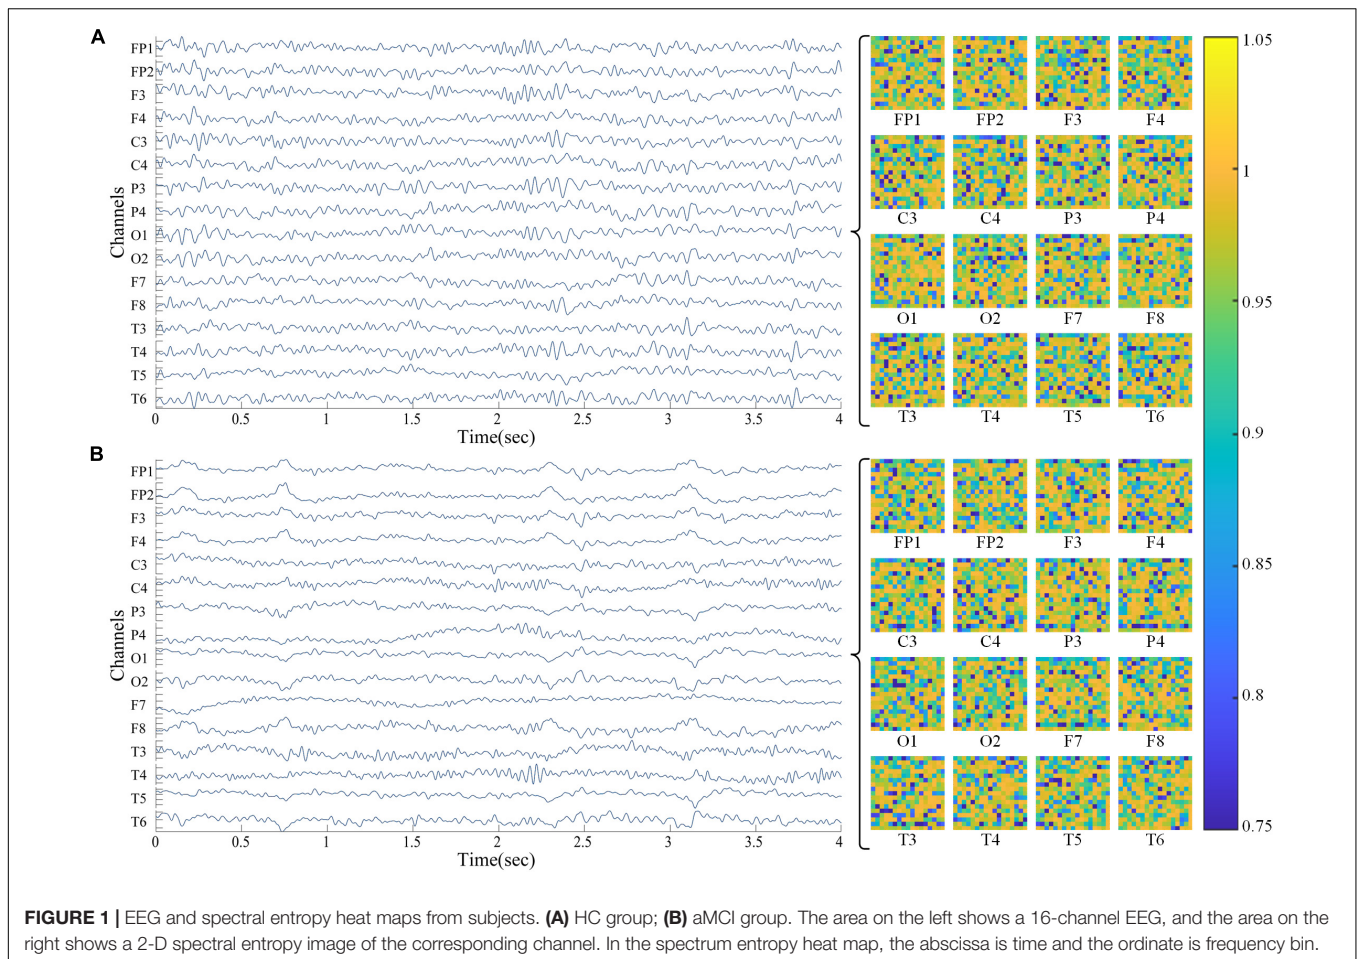 A
FP1
FP2
F3
F4
C3
C4
P3
P4
O1
O2
F7
F8
T3
T4
T5
T6
Channels
0 0.5 1 1.5 2 2.5 3 3.5 4
Time(sec)
FP1 FP2 F3 F4
C3 C4 P3 P4
O1 O2 F7 F8
T3 T4 T5 T6
1.05
1
0.95
0.9
0.85
0.8
0.75
B
FP1
FP2
F3
F4
C3
C4
P3
P4
O1
O2
F7
F8
T3
T4
T5
T6
Channels
0 0.5 1 1.5 2 2.5 3 3.5 4
Time(sec)
FP1 FP2 F3 F4
C3 C4 P3 P4
O1 O2 F7 F8
T3 T4 T5 T6
FIGURE 1 | EEG and spectral entropy heat maps from subjects. (A) HC group; (B) aMCI group. The area on the left shows a 16-channel EEG, and the area on the
right shows a 2-D spectral entropy image of the corresponding channel. In the spectrum entropy heat map, the abscissa is time and the ordinate is frequency bin.